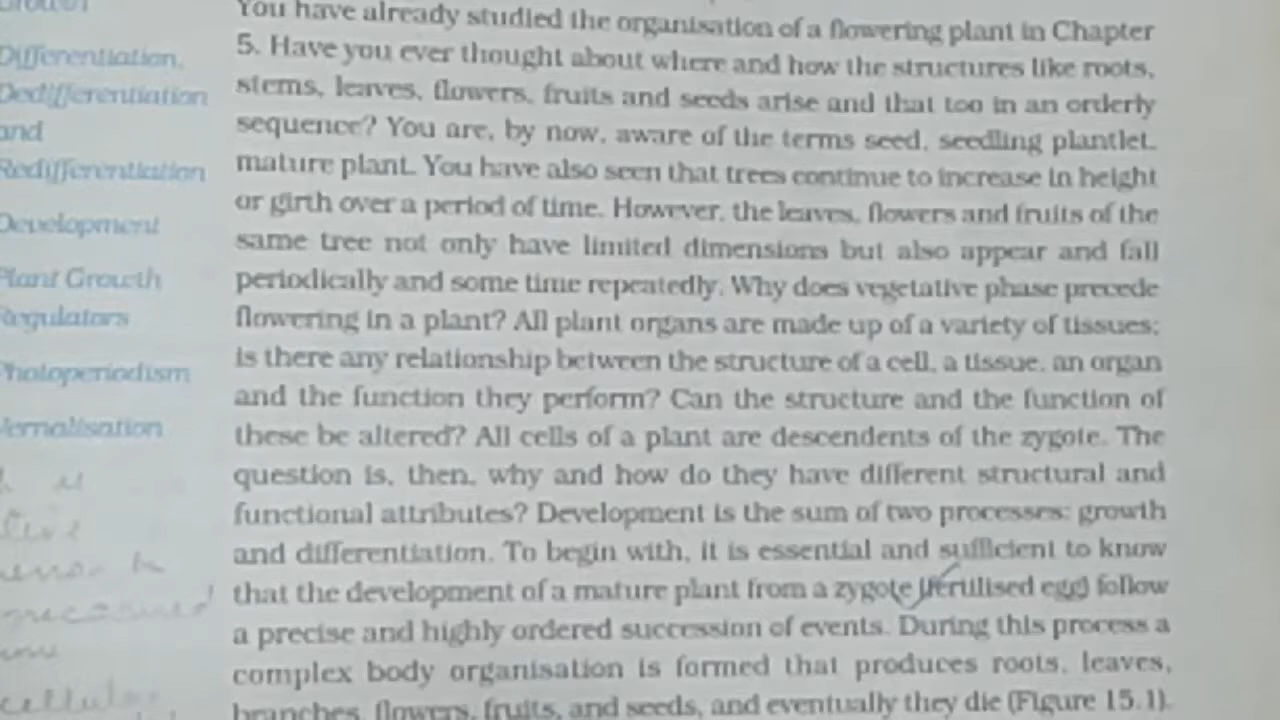 Differentiation,
Dedifferentiation
and
Redifferentiation
Development
Plant Growth
Regulators
Photoperiodism
Vernalisation
You have already studied the organisation of a flowering plant in Chapter
5. Have you ever thought about where and how the structures like roots,
stems, leaves, flowers, fruits and seeds arise and that too in an orderly
sequence? You are, by now, aware of the terms seed, seedling plantlet,
mature plant. You have also seen that trees continue to increase in height
or girth over a period of time. However, the leaves, flowers and fruits of the
same tree not only have limited dimensions but also appear and fall
periodically and some time repeatedly. Why does vegetative phase precede
flowering in a plant? All plant organs are made up of a variety of tissues;
is there any relationship between the structure of a cell, a tissue, an organ
and the function they perform? Can the structure and the function of
these be altered? All cells of a plant are descendents of the zygote. The
question is, then, why and how do they have different structural and
functional attributes? Development is the sum of two processes: growth
and differentiation. To begin with, it is essential and sufficient to know
that the development of a mature plant from a zygote (fertilised egg) follow
a precise and highly ordered succession of events. During this process a
complex body organisation is formed that produces roots, leaves,
branches, flowers, fruits, and seeds, and eventually they die (Figure 15.1).